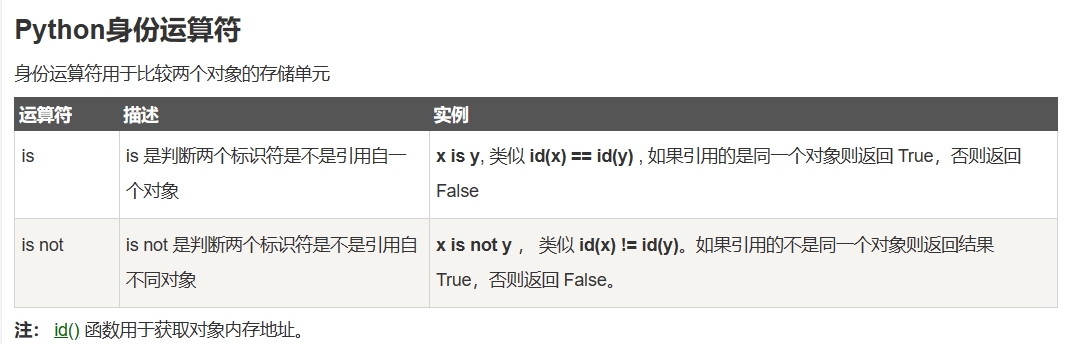 Python身份运算符
身份运算符用于比较两个对象的存储单元
运算符 描述 实例
is is 是判断两个标识符是不是引用自一 x is y, 类似 id(x) == id(y) , 如果引用的是同一个对象则返回 True，否则返回
个对象 False
is not is not 是判断两个标识符是不是引用自 x is not y ， 类似 id(x) != id(y)。如果引用的不是同一个对象则返回结果
不同对象 True，否则返回 False。
注： id() 函数用于获取对象内存地址。